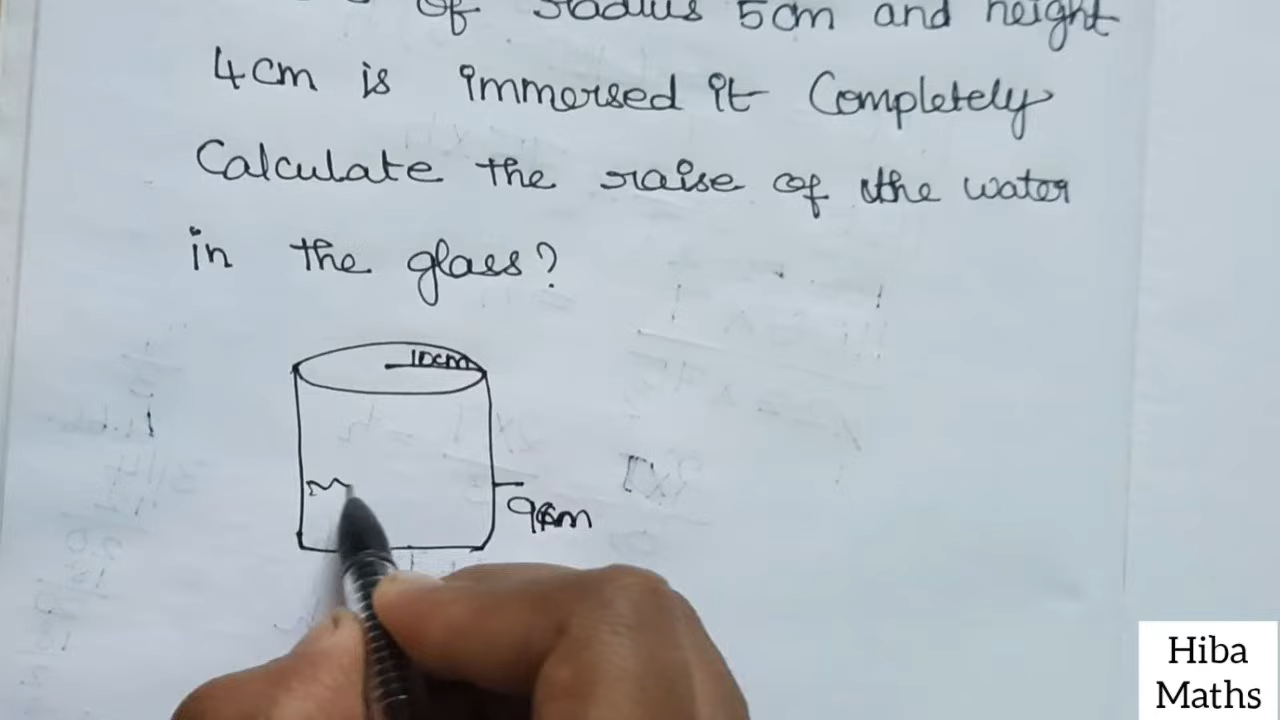 of radius 5cm and height
4cm is immersed it Completely
Calculate the raise of the water
in the glass?
10cm
9cm
Hiba
Maths